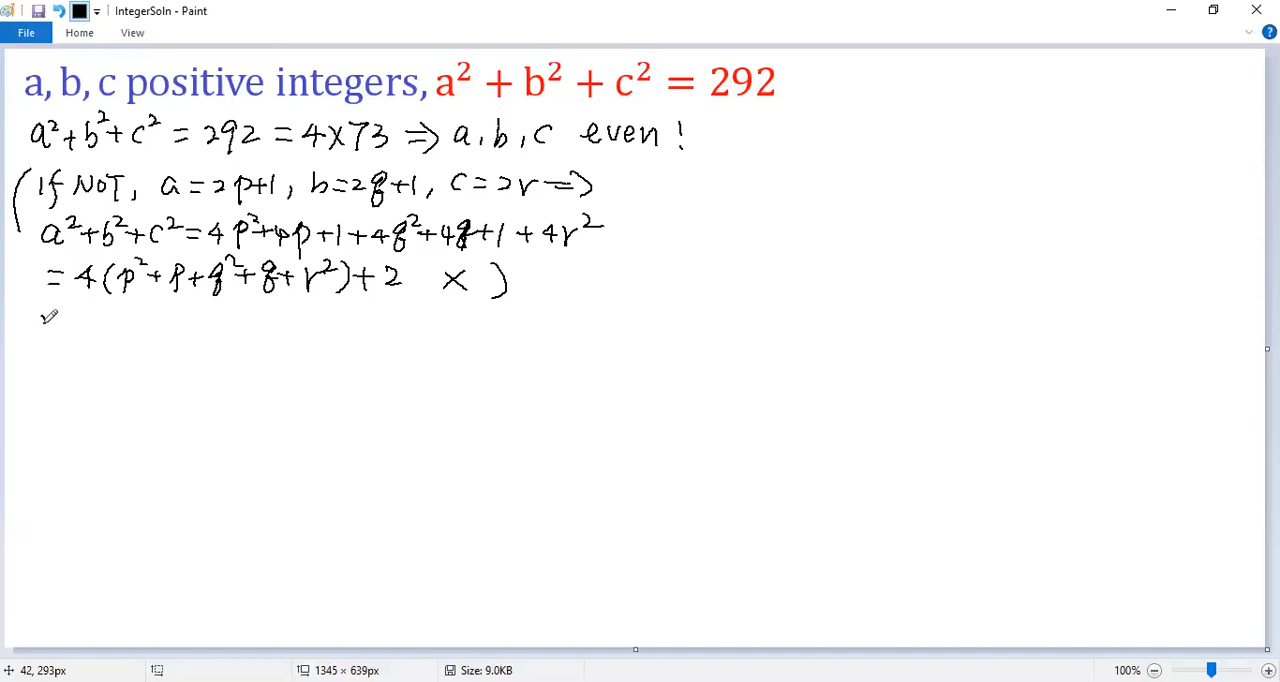 IntegerSoln - Paint
File Home View
a, b, c positive integers, a² + b² + c² = 292
a²+b²+c² = 292 = 4×73 ⇒ a, b, c even !
(If NOT, a=2p+1, b=2q+1, c=2r ⇒
a²+b²+c²=4p²+4p+1+4q²+4q+1+4r²
=4(p²+p+q²+q+r²)+2 × )
42, 293px 1345 × 639px Size: 9.0KB 100%